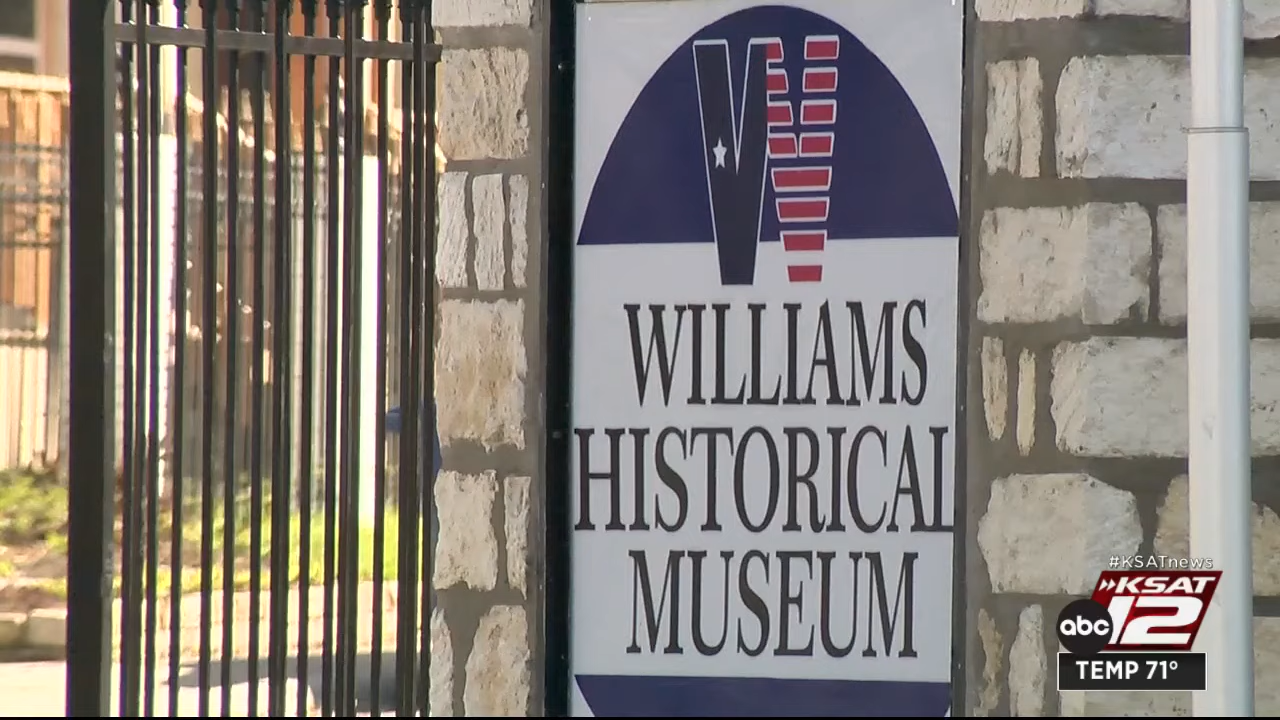 W
WILLIAMS
HISTORICAL
MUSEUM
#KSATnews
KSAT
abc 12
TEMP 71°